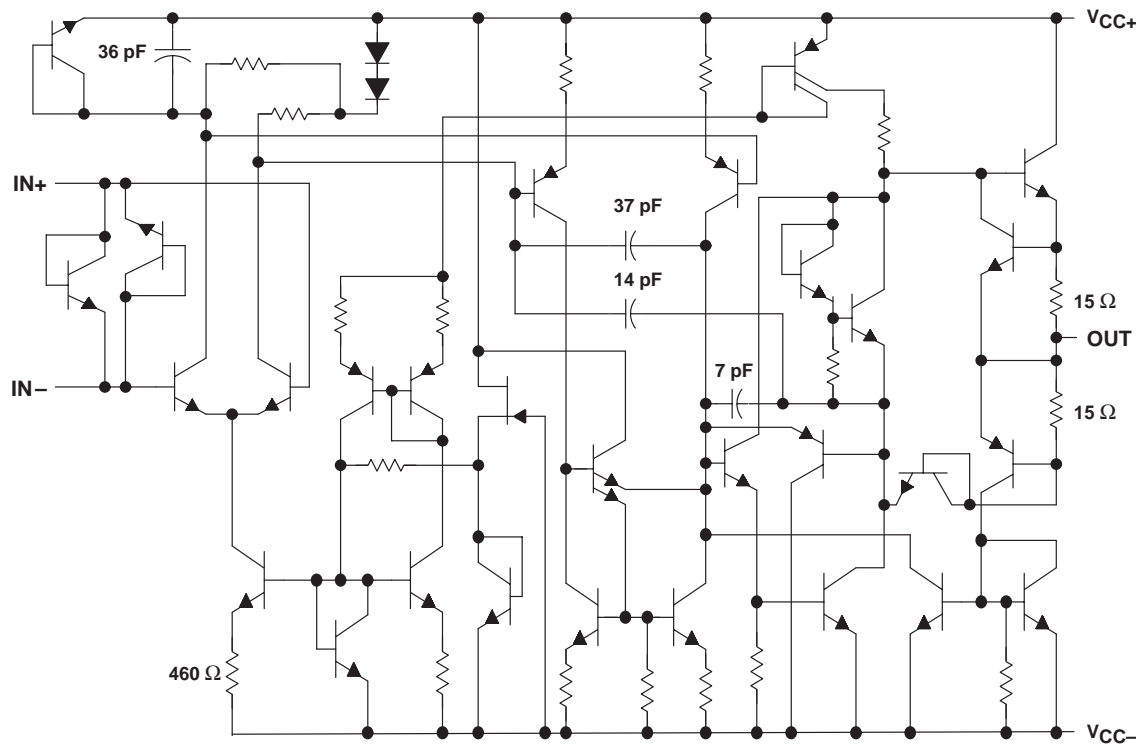 VCC+
36 pF
IN+
37 pF
14 pF
15 Ω
OUT
IN−
7 pF
15 Ω
460 Ω
VCC−